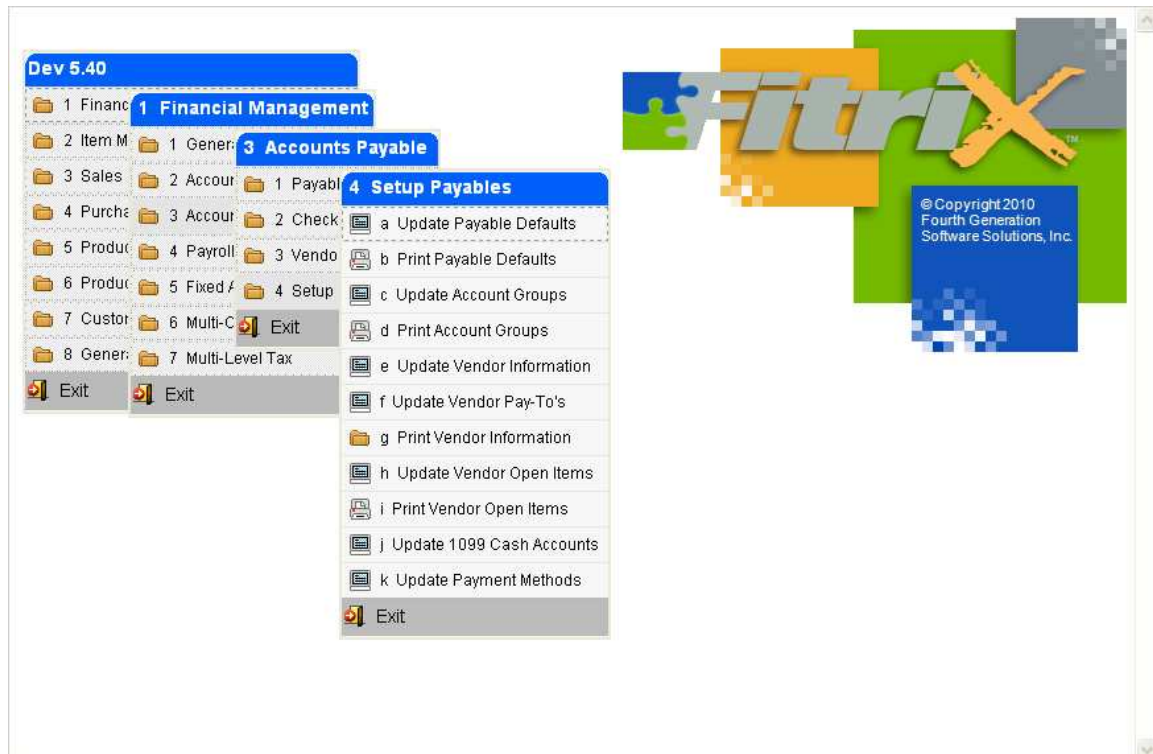 Dev 5.40
1 Financ
2 Item M
3 Sales
4 Purcha
5 Produc
6 Produc
7 Custor
8 Genera
Exit
1 Financial Management
1 Genera
2 Accour
3 Accour
4 Payroll
5 Fixed A
6 Multi-C
7 Multi-Level Tax
Exit
3 Accounts Payable
1 Payabl
2 Check
3 Vendo
4 Setup
Exit
4 Setup Payables
a Update Payable Defaults
b Print Payable Defaults
c Update Account Groups
d Print Account Groups
e Update Vendor Information
f Update Vendor Pay-To's
g Print Vendor Information
h Update Vendor Open Items
i Print Vendor Open Items
j Update 1099 Cash Accounts
k Update Payment Methods
Exit
FitriX™
©Copyright 2010
Fourth Generation
Software Solutions, Inc.